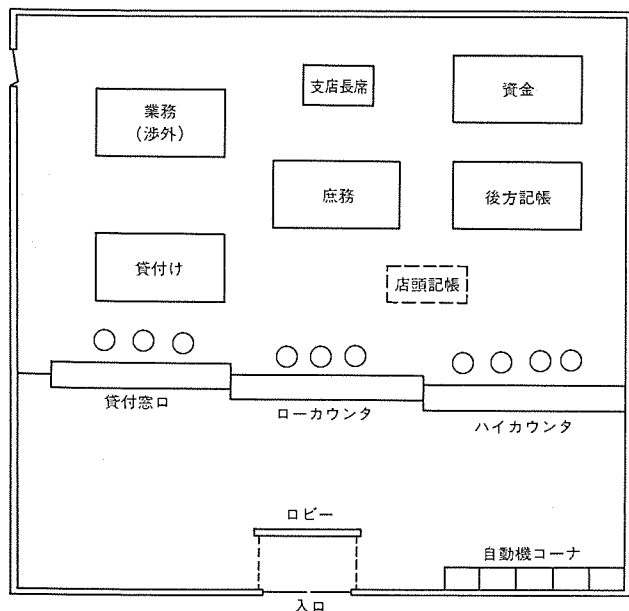 支店長席
資金
業務
(渉外)
庶務
後方記帳
貸付け
店頭記帳
貸付窓口
ローカウンタ
ハイカウンタ
ロビー
自動機コーナ
入口